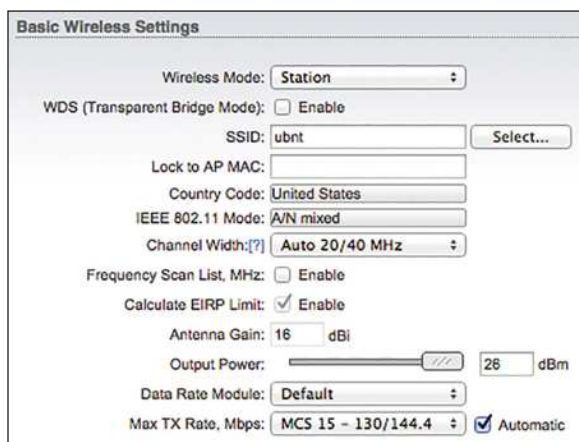 Basic Wireless Settings
Wireless Mode: Station
WDS (Transparent Bridge Mode): Enable
SSID: ubnt Select...
Lock to AP MAC:
Country Code: United States
IEEE 802.11 Mode: A/N mixed
Channel Width:[?] Auto 20/40 MHz
Frequency Scan List, MHz: Enable
Calculate EIRP Limit: Enable
Antenna Gain: 16 dBi
Output Power: 26 dBm
Data Rate Module: Default
Max TX Rate, Mbps: MCS 15 - 130/144.4 Automatic